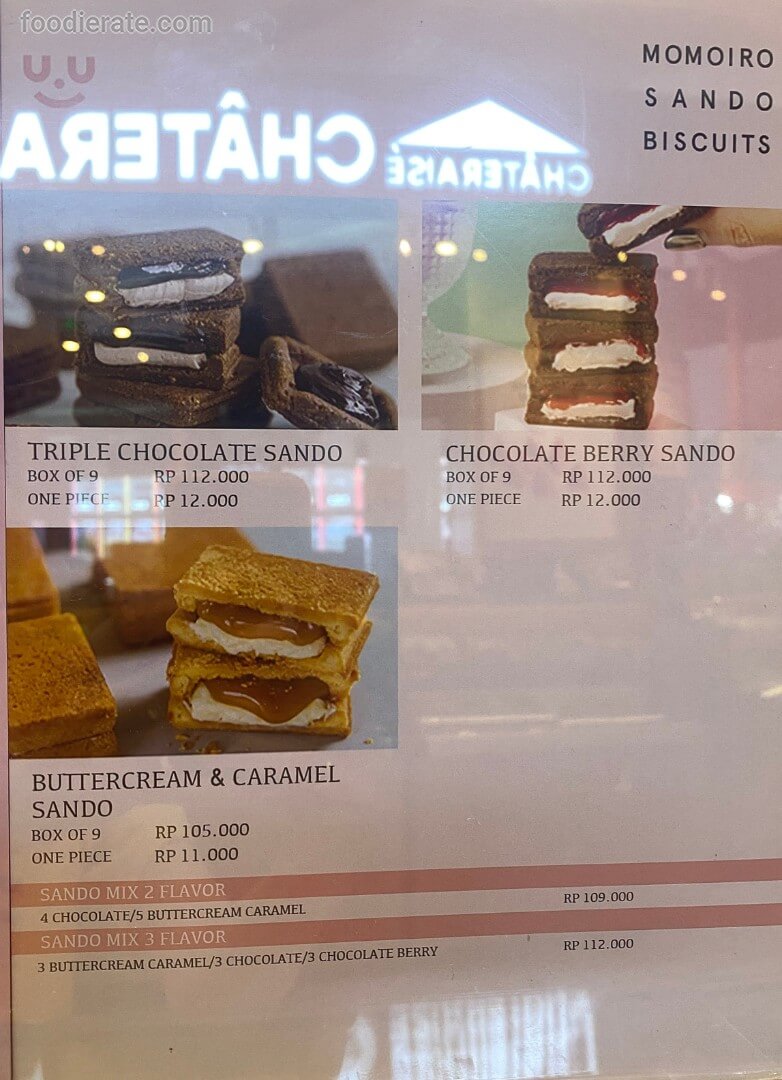 foodierate.com
MOMOIRO
SANDO
BISCUITS
CHÂTERA
CHÂTERAISÉ
TRIPLE CHOCOLATE SANDO
BOX OF 9 RP 112.000
ONE PIECE RP 12.000
CHOCOLATE BERRY SANDO
BOX OF 9 RP 112.000
ONE PIECE RP 12.000
BUTTERCREAM & CARAMEL
SANDO
BOX OF 9 RP 105.000
ONE PIECE RP 11.000
SANDO MIX 2 FLAVOR
4 CHOCOLATE/5 BUTTERCREAM CARAMEL RP 109.000
SANDO MIX 3 FLAVOR
3 BUTTERCREAM CARAMEL/3 CHOCOLATE/3 CHOCOLATE BERRY RP 112.000